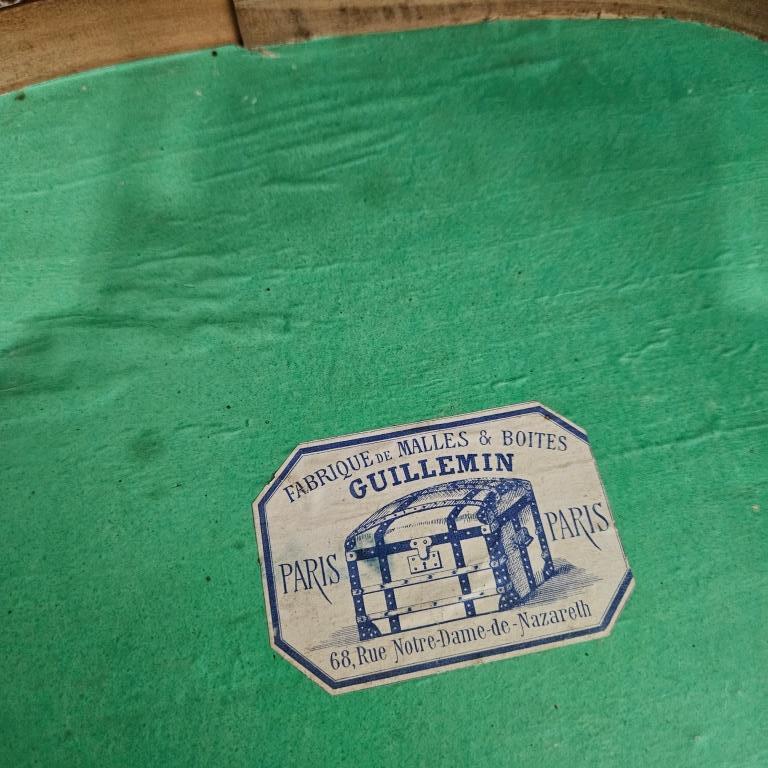 FABRIQUE DE MALLES & BOITES
GUILLEMIN
PARIS
PARIS
68, Rue Notre-Dame-de-Nazareth